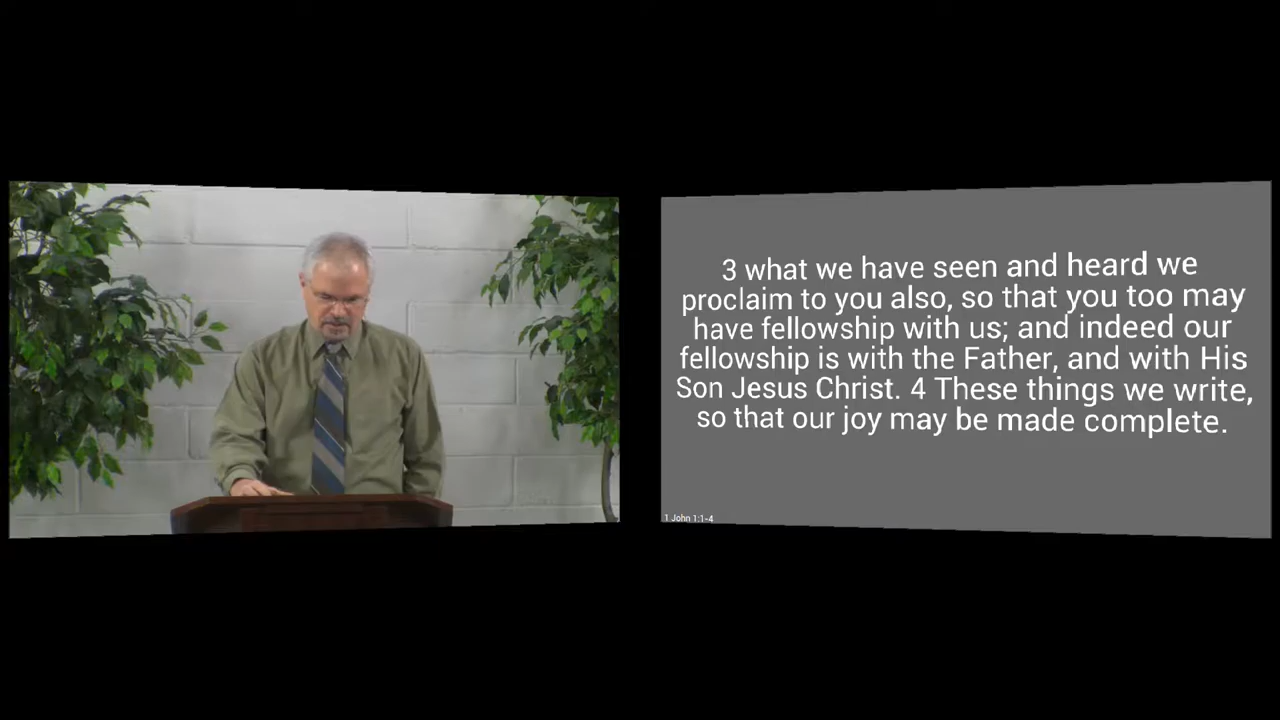 3 what we have seen and heard we
proclaim to you also, so that you too may
have fellowship with us; and indeed our
fellowship is with the Father, and with His
Son Jesus Christ. 4 These things we write,
so that our joy may be made complete.
1 John 1:1-4